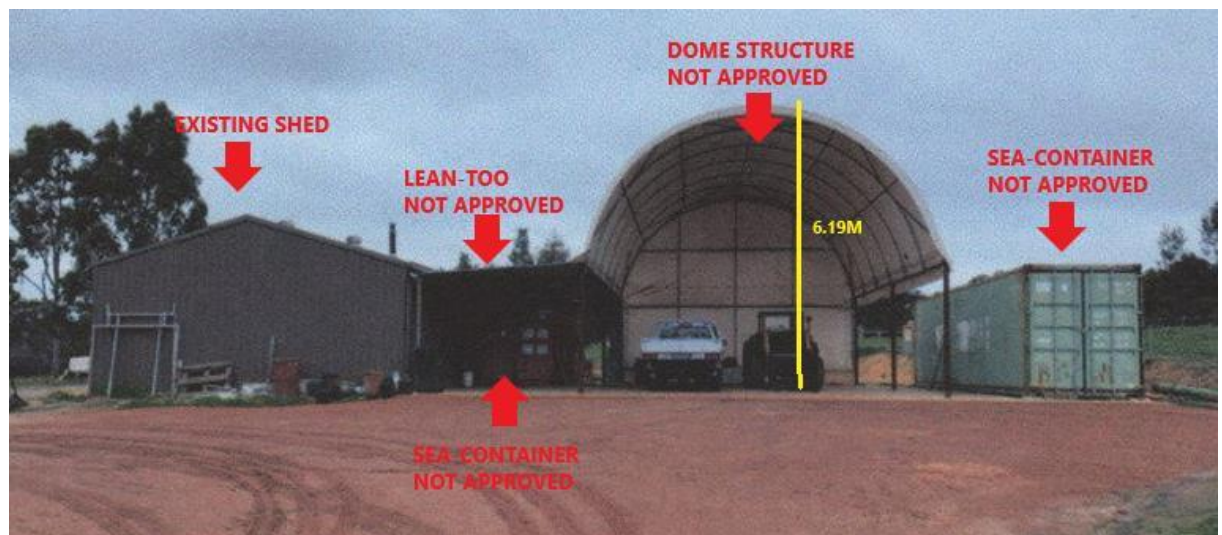 DOME STRUCTURE
NOT APPROVED
EXISTING SHED
LEAN-TOO
NOT APPROVED
SEA-CONTAINER
NOT APPROVED
6.19M
SEA-CONTAINER
NOT APPROVED